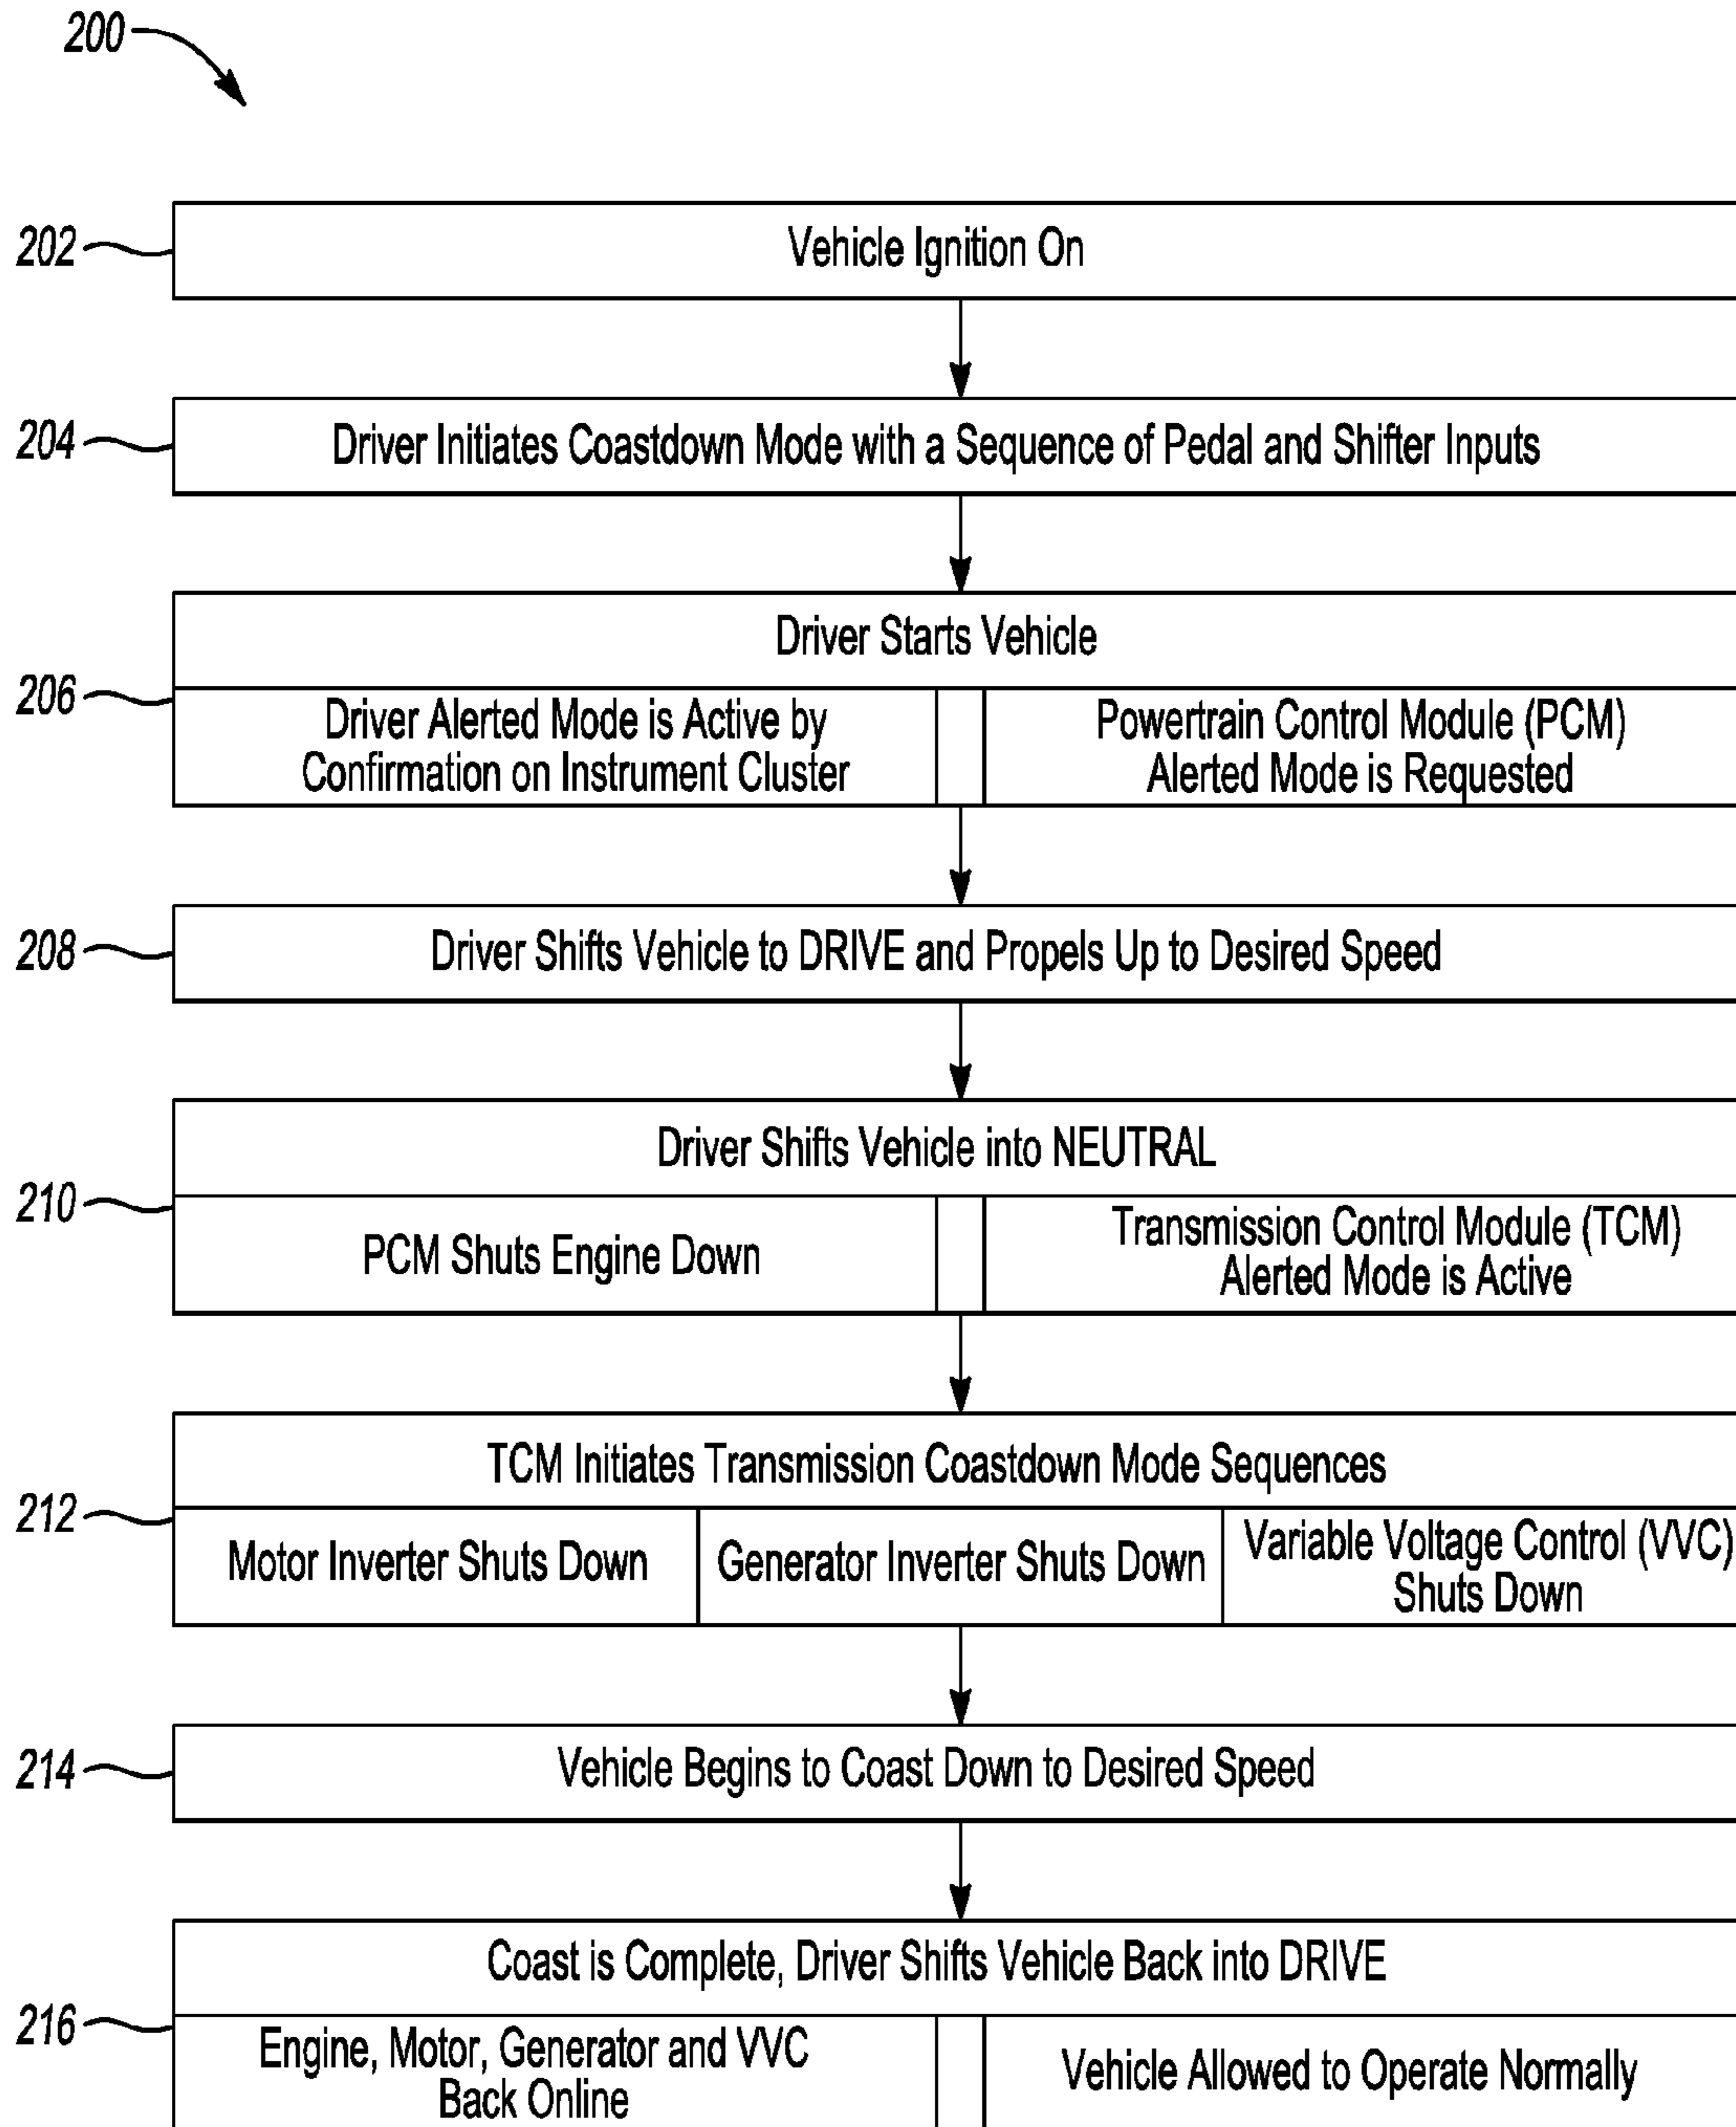 200
202
Vehicle Ignition On
204
Driver Initiates Coastdown Mode with a Sequence of Pedal and Shifter Inputs
Driver Starts Vehicle
206
Driver Alerted Mode is Active by
Confirmation on Instrument Cluster
Powertrain Control Module (PCM)
Alerted Mode is Requested
208
Driver Shifts Vehicle to DRIVE and Propels Up to Desired Speed
Driver Shifts Vehicle into NEUTRAL
210
PCM Shuts Engine Down
Transmission Control Module (TCM)
Alerted Mode is Active
TCM Initiates Transmission Coastdown Mode Sequences
212
Motor Inverter Shuts Down
Generator Inverter Shuts Down
Variable Voltage Control (VVC)
Shuts Down
214
Vehicle Begins to Coast Down to Desired Speed
Coast is Complete, Driver Shifts Vehicle Back into DRIVE
216
Engine, Motor, Generator and VVC
Back Online
Vehicle Allowed to Operate Normally